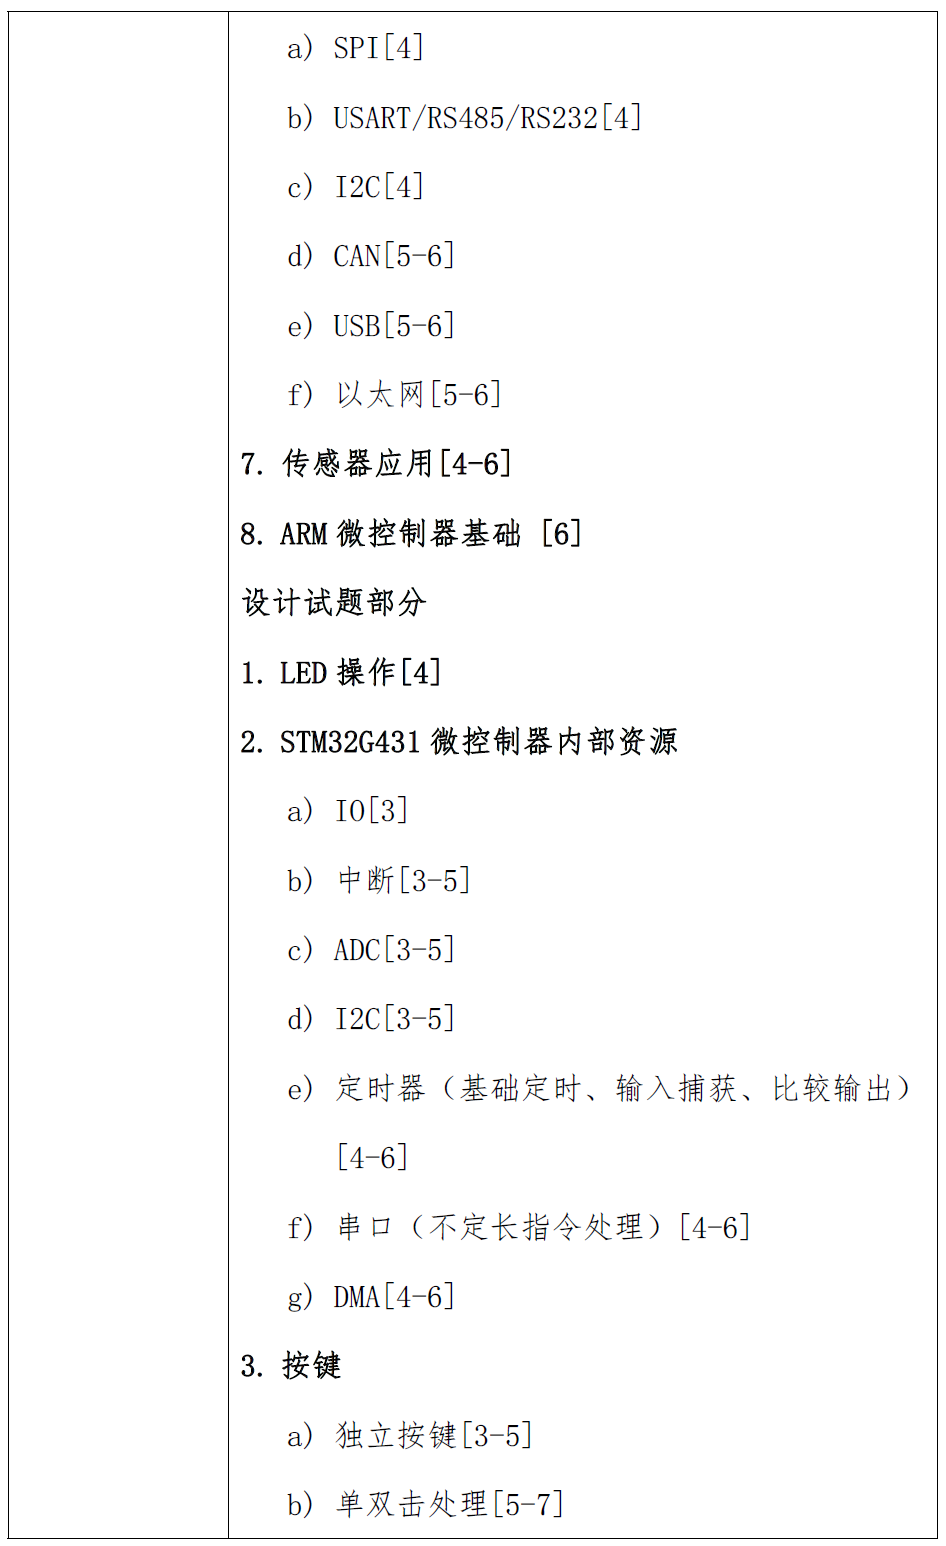 a) SPI[4]
b) USART/RS485/RS232[4]
c) I2C[4]
d) CAN[5-6]
e) USB[5-6]
f) 以太网[5-6]
7. 传感器应用[4-6]
8. ARM 微控制器基础 [6]
设计试题部分
1. LED 操作[4]
2. STM32G431 微控制器内部资源
a) IO[3]
b) 中断[3-5]
c) ADC[3-5]
d) I2C[3-5]
e) 定时器（基础定时、输入捕获、比较输出）
[4-6]
f) 串口（不定长指令处理）[4-6]
g) DMA[4-6]
3. 按键
a) 独立按键[3-5]
b) 单双击处理[5-7]